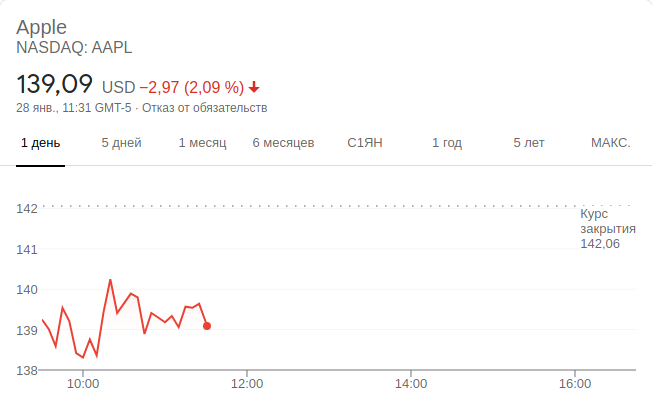 Apple
NASDAQ: AAPL
139,09 USD −2,97 (2,09 %)
28 янв., 11:31 GMT-5 · Отказ от обязательств
1 день 5 дней 1 месяц 6 месяцев С1ЯН 1 год 5 лет МАКС.
142
Курс
закрытия
142,06
141
140
139
138
10:00 12:00 14:00 16:00